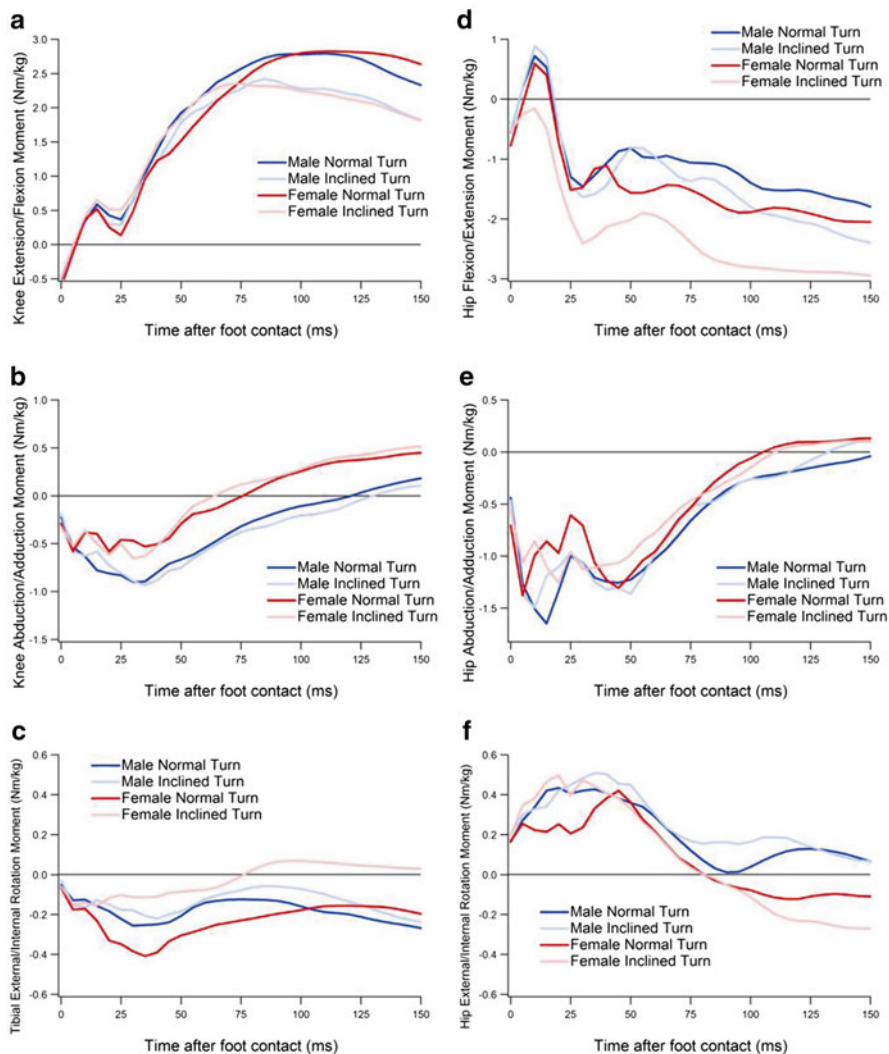 a
Knee Extension/Flexion Moment (Nm/kg)
3.0
2.5
2.0
1.5
1.0
0.5
0.0
-0.5
0 25 50 75 100 125 150
Time after foot contact (ms)
Male Normal Turn
Male Inclined Turn
Female Normal Turn
Female Inclined Turn
d
Hip Flexion/Extension Moment (Nm/kg)
1
0
-1
-2
-3
0 25 50 75 100 125 150
Time after foot contact (ms)
Male Normal Turn
Male Inclined Turn
Female Normal Turn
Female Inclined Turn
b
Knee Abduction/Adduction Moment (Nm/kg)
1.0
0.5
0.0
-0.5
-1.0
-1.5
0 25 50 75 100 125 150
Time after foot contact (ms)
Male Normal Turn
Male Inclined Turn
Female Normal Turn
Female Inclined Turn
e
Hip Abduction/Adduction Moment (Nm/kg)
0.5
0.0
-0.5
-1.0
-1.5
0 25 50 75 100 125 150
Time after foot contact (ms)
Male Normal Turn
Male Inclined Turn
Female Normal Turn
Female Inclined Turn
c
Tibial External/Internal Rotation Moment (Nm/kg)
0.6
0.4
0.2
0.0
-0.2
-0.4
-0.6
0 25 50 75 100 125 150
Time after foot contact (ms)
Male Normal Turn
Male Inclined Turn
Female Normal Turn
Female Inclined Turn
f
Hip External/Internal Rotation Moment (Nm/kg)
0.6
0.4
0.2
0.0
-0.2
-0.4
-0.6
0 25 50 75 100 125 150
Time after foot contact (ms)
Male Normal Turn
Male Inclined Turn
Female Normal Turn
Female Inclined Turn